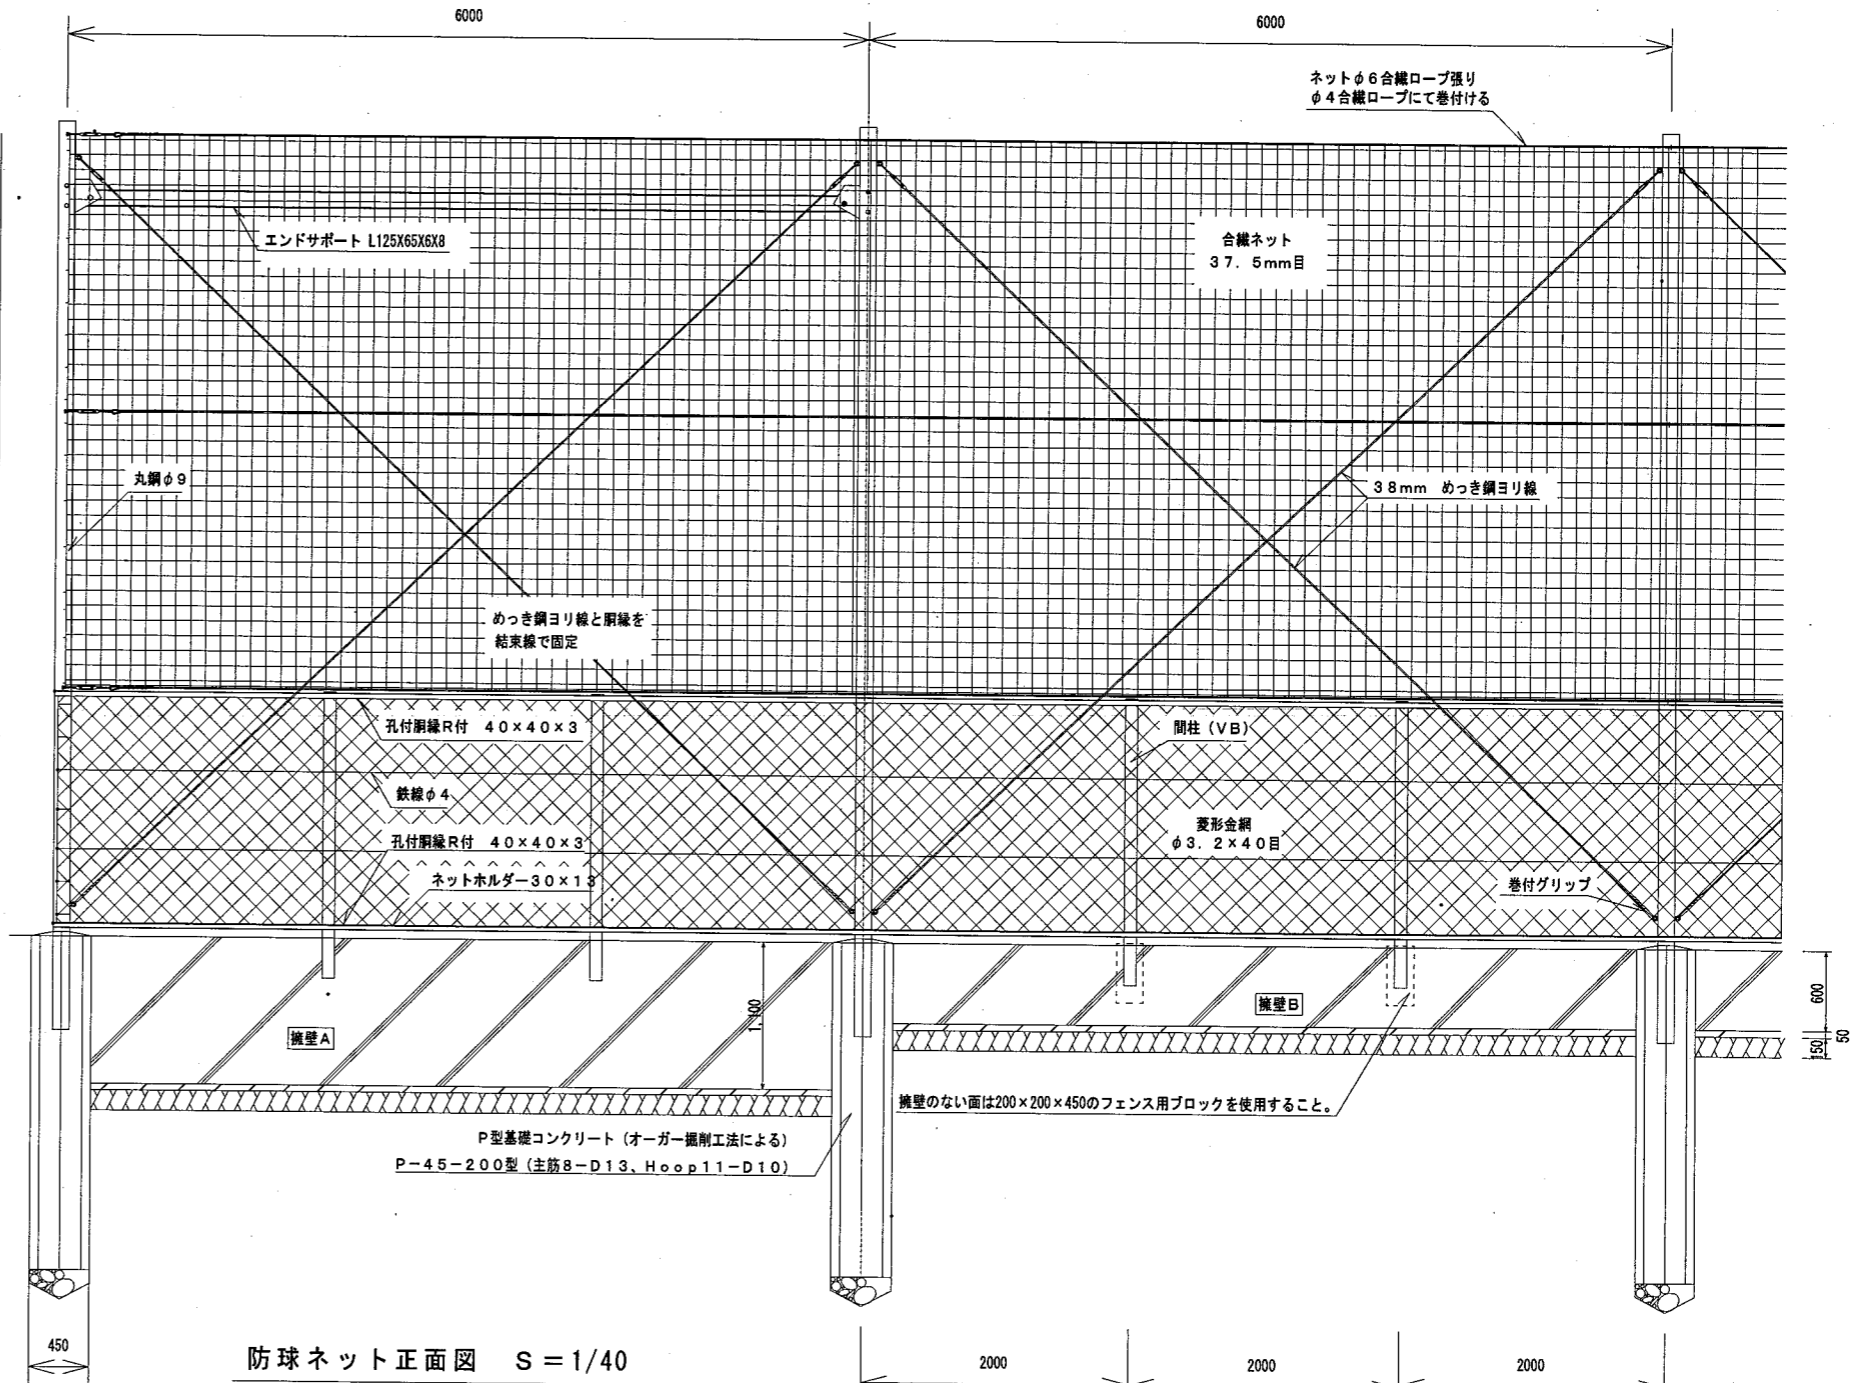 6000
6000
ネットφ6合繊ロープ張り
φ4合繊ロープにて巻付ける
エンドサポート L125X65X6X8
合繊ネット
37.5mm目
丸鋼φ9
38mm めっき鋼ヨリ線
めっき鋼ヨリ線と胴縁を
結束線で固定
孔付胴縁R付 40×40×3
間柱(VB)
鉄線φ4
菱形金網
φ3.2×40目
孔付胴縁R付 40×40×3
ネットホルダー30×13
巻付グリップ
1,100
擁壁A
擁壁B
600
150
50
擁壁のない面は200×200×450のフェンス用ブロックを使用すること。
P型基礎コンクリート(オーガー掘削工法による)
P-45-200型(主筋8-D13、Hoop11-D10)
450
防球ネット正面図 S=1/40
2000
2000
2000